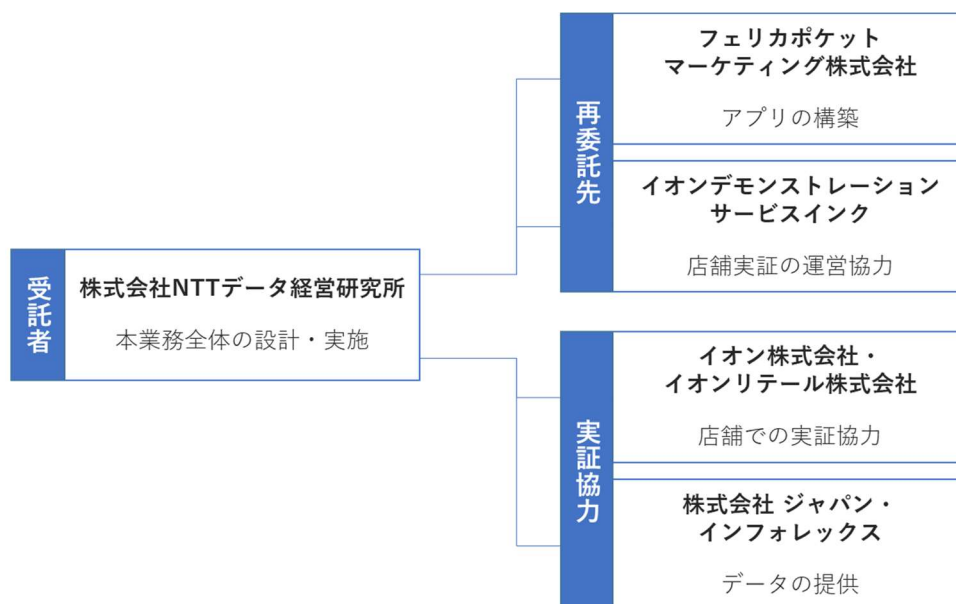 受託者
株式会社NTTデータ経営研究所
本業務全体の設計・実施
再委託先
フェリカポケット
マーケティング株式会社
アプリの構築
イオンデモンストレーション
サービスインク
店舗実証の運営協力
実証協力
イオン株式会社・
イオンリテール株式会社
店舗での実証協力
株式会社 ジャパン・
インフォレックス
データの提供